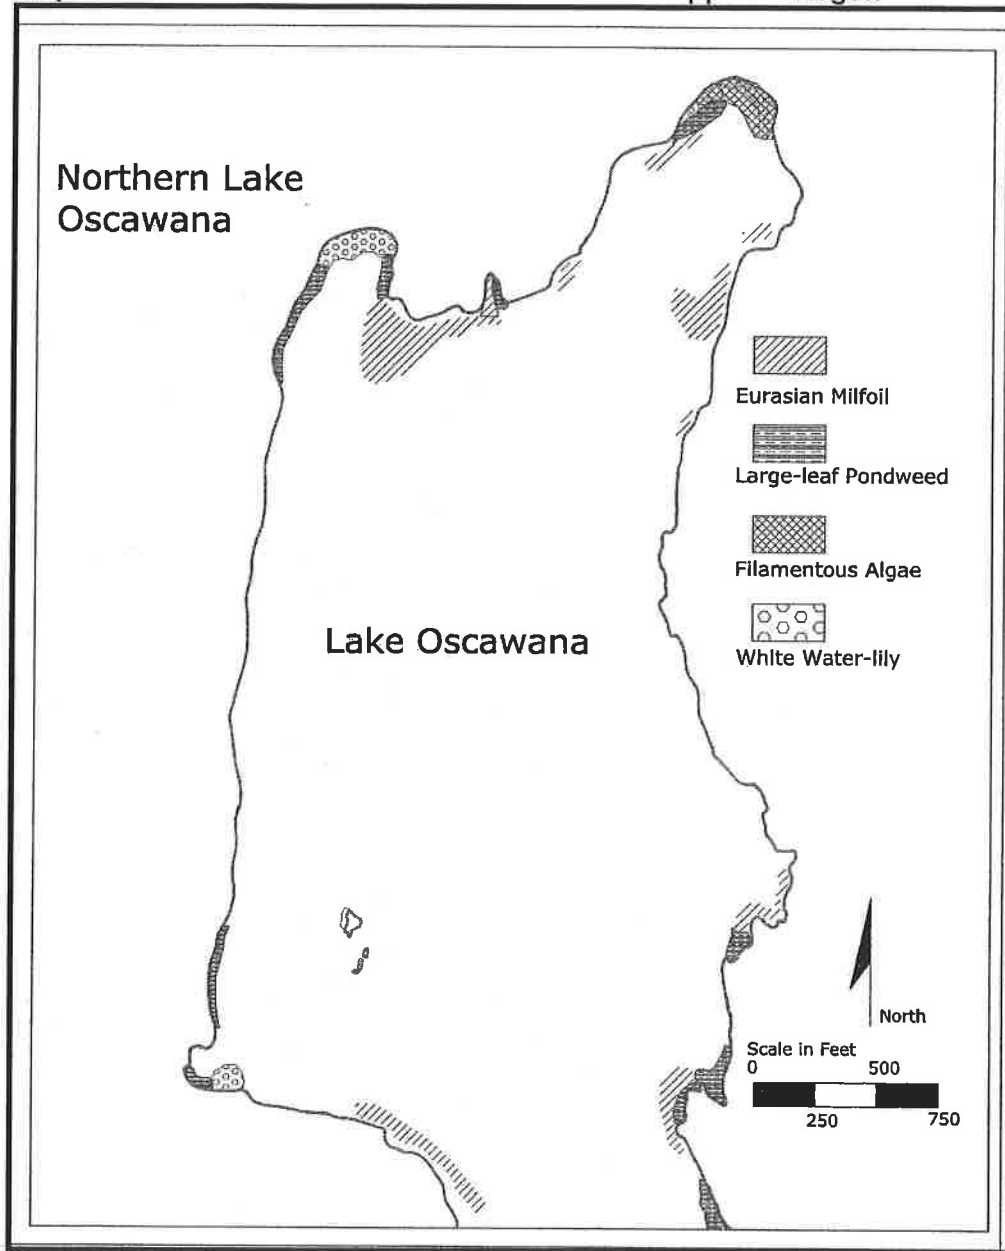 Northern Lake
Oscawana
Eurasian Milfoil
Large-leaf Pondweed
Filamentous Algae
Lake Oscawana
White Water-lily
North
Scale in Feet
0 500
250 750